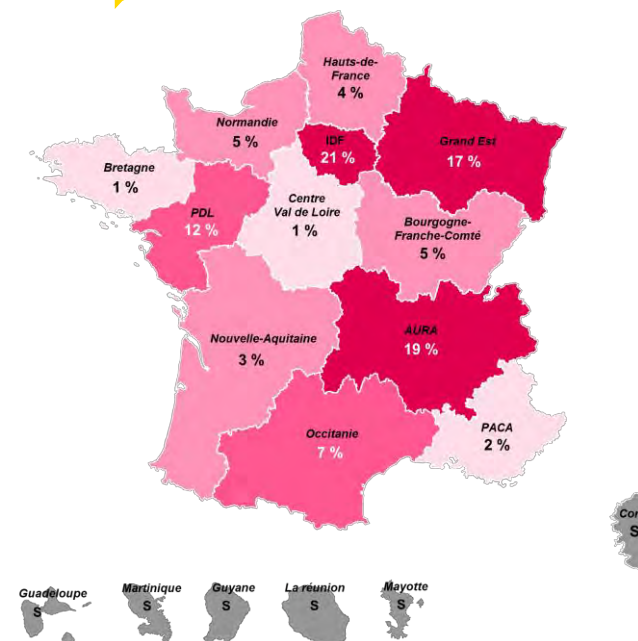 Hauts-de-
France
4 %
Normandie
5 %
IDF
21 %
Grand Est
17 %
Bretagne
1 %
PDL
12 %
Centre
Val de Loire
1 %
Bourgogne-
Franche-Comté
5 %
Nouvelle-Aquitaine
3 %
AURA
19 %
Occitanie
7 %
PACA
2 %
S
Guadeloupe
S
Martinique
S
Guyane
S
La réunion
S
Mayotte
S